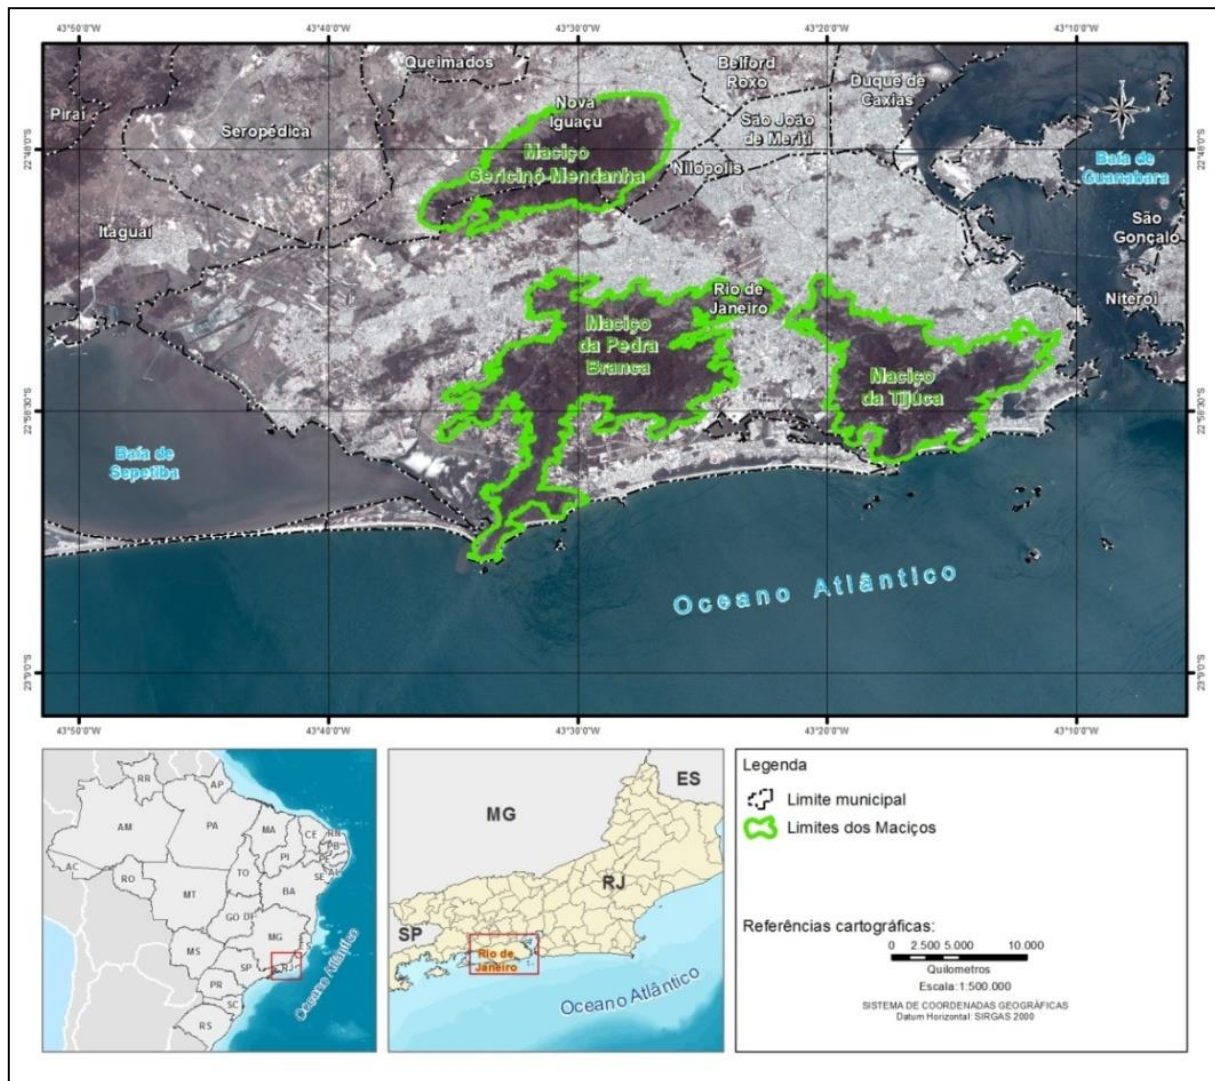 43°50'0"W 43°40'0"W 43°30'0"W 43°20'0"W 43°10'0"W
Queimados
Belford
Roxo
Duque de
Caxias
Piraí
Nova
Iguaçu
Seropédica
São João
de Meriti
22°48'0"S
22°48'0"S
Maciço
Gericinó-Mendanha
Nilópolis
Baía de
Guanabara
Itaguaí
São
Gonçalo
Rio de
Janeiro
Niterói
Maciço
da Pedra
Branca
Maciço
da Tijuca
22°58'30"S
22°58'30"S
Baía de
Sepetiba
Oceano Atlântico
23°9'0"S
23°9'0"S
43°50'0"W 43°40'0"W 43°30'0"W 43°20'0"W 43°10'0"W
RR
AP
AM
PA
MA
CE
RN
PB
PE
AL
SE
PI
AC
RO
TO
BA
MT
GO DF
MG
ES
MS
SP
RJ
PR
SC
RS
Oceano Atlântico
MG
ES
RJ
SP
Rio de
Janeiro
Oceano Atlântico
Legenda
Limite municipal
Limites dos Maciços
Referências cartográficas:
0 2.500 5.000 10.000
Quilometros
Escala:1:500.000
SISTEMA DE COORDENADAS GEOGRÁFICAS
Datum Horizontal: SIRGAS 2000